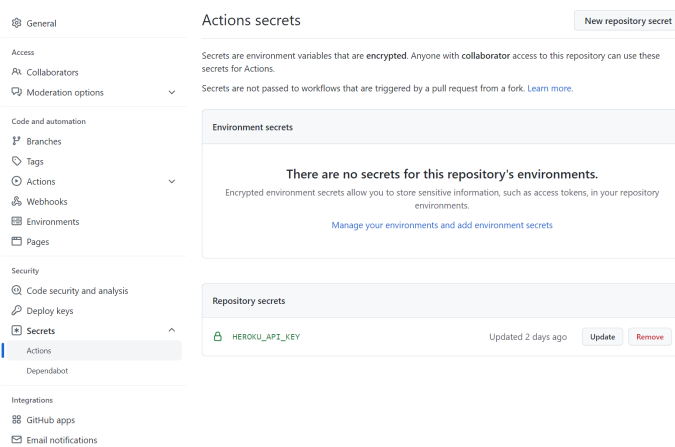 General
Access
Collaborators
Moderation options
Code and automation
Branches
Tags
Actions
Webhooks
Environments
Pages
Security
Code security and analysis
Deploy keys
Secrets
Actions
Dependabot
Integrations
GitHub apps
Email notifications
Actions secrets
New repository secret
Secrets are environment variables that are encrypted. Anyone with collaborator access to this repository can use these
secrets for Actions.
Secrets are not passed to workflows that are triggered by a pull request from a fork. Learn more.
Environment secrets
There are no secrets for this repository's environments.
Encrypted environment secrets allow you to store sensitive information, such as access tokens, in your repository
environments.
Manage your environments and add environment secrets
Repository secrets
HEROKU_API_KEY Updated 2 days ago Update Remove